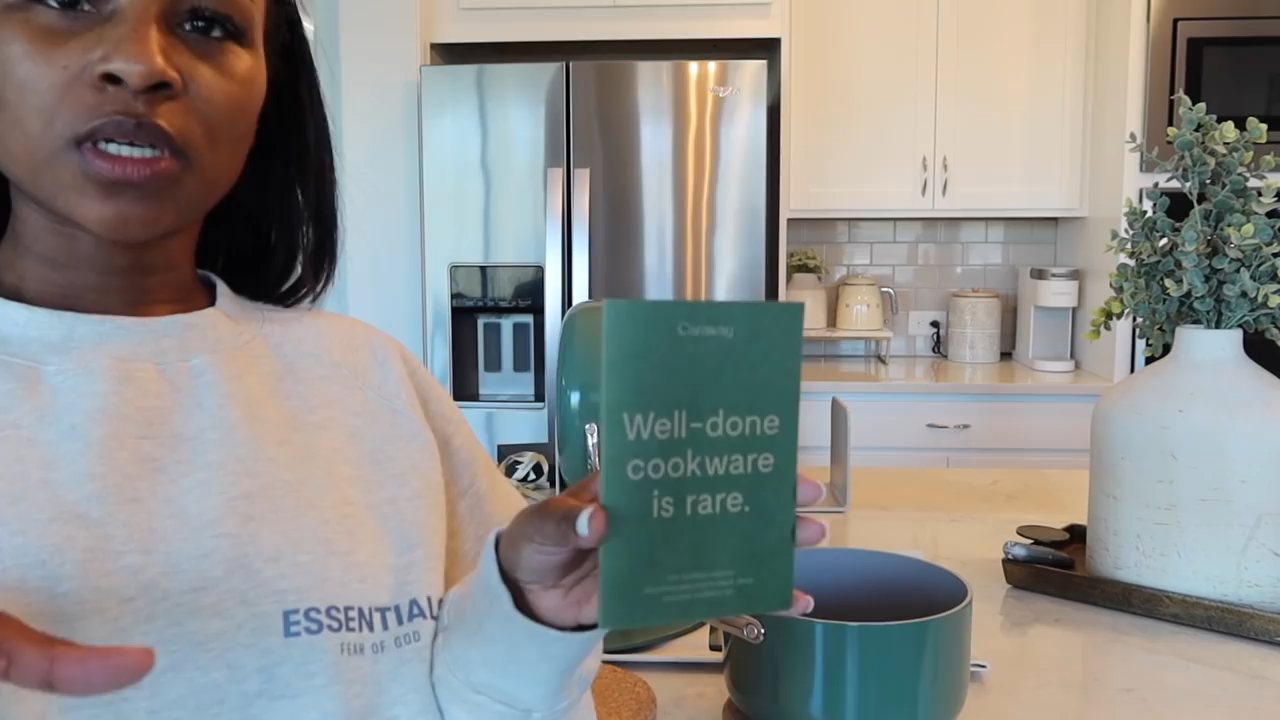 Caraway
Well-done
cookware
is rare.
ESSENTIALS
FEAR OF GOD